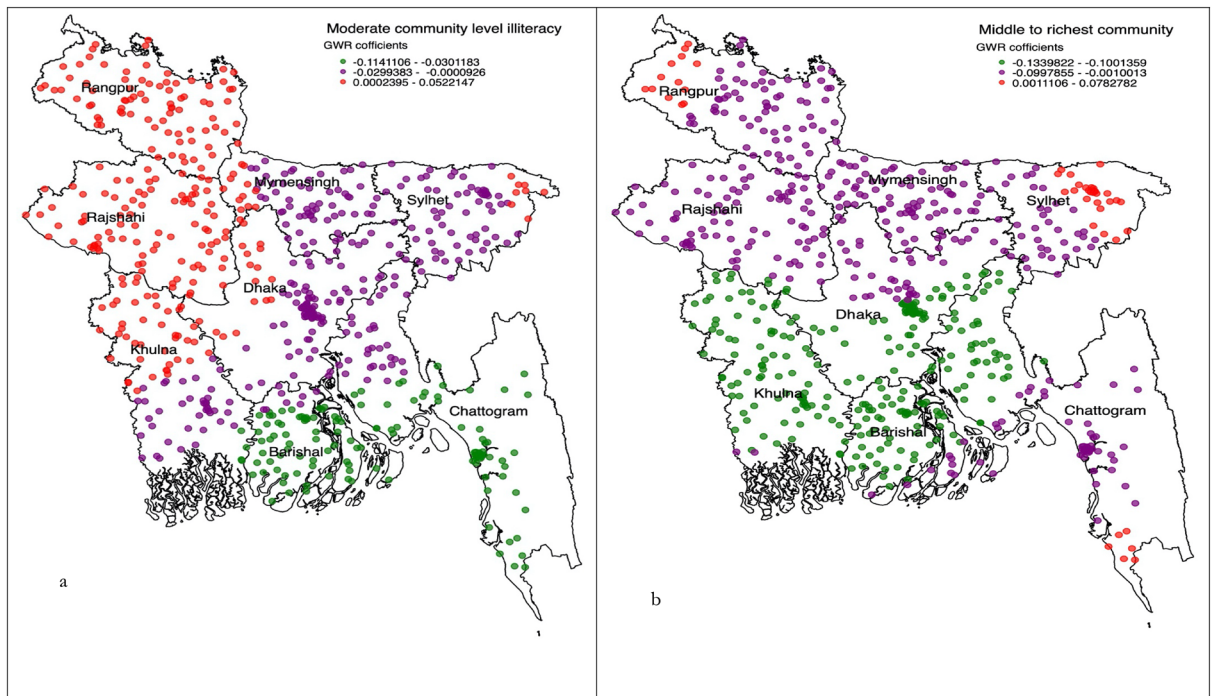 Moderate community level illiteracy
GWR cofficients
-0.1141106 - -0.0301183
-0.0299383 - -0.0000926
0.0002395 - 0.0522147
Rangpur
Mymensingh
Sylhet
Rajshahi
Dhaka
Khulna
Chattogram
Barishal
a
Middle to richest community
GWR cofficients
-0.1339822 - -0.1001359
-0.0997855 - -0.0010013
0.0011106 - 0.0782782
Rangpur
Mymensingh
Sylhet
Rajshahi
Dhaka
Khulna
Chattogram
Barishal
b